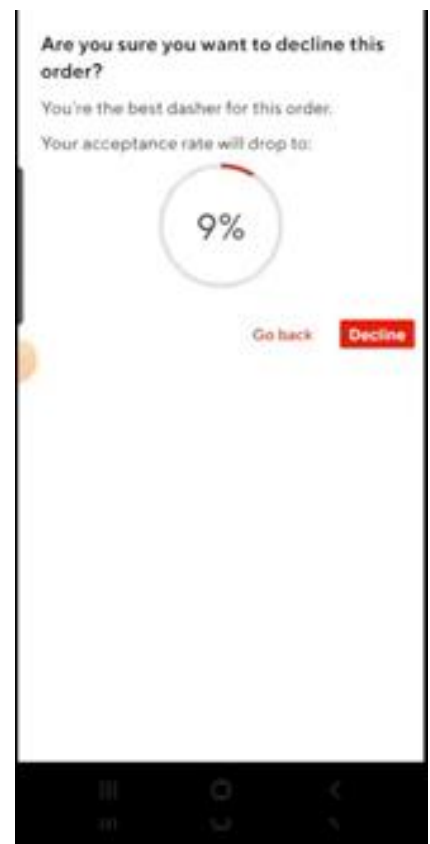 Are you sure you want to decline this
order?
You're the best dasher for this order.
Your acceptance rate will drop to:
9%
Go back
Decline